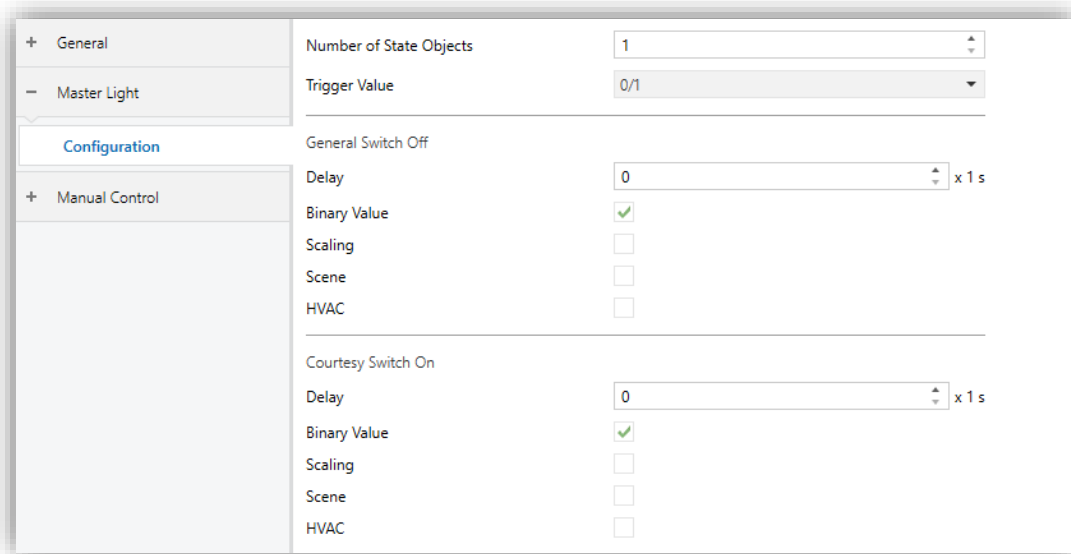 + General
− Master Light
Configuration
+ Manual Control
Number of State Objects 1
Trigger Value 0/1
General Switch Off
Delay 0 x 1 s
Binary Value
Scaling
Scene
HVAC
Courtesy Switch On
Delay 0 x 1 s
Binary Value
Scaling
Scene
HVAC